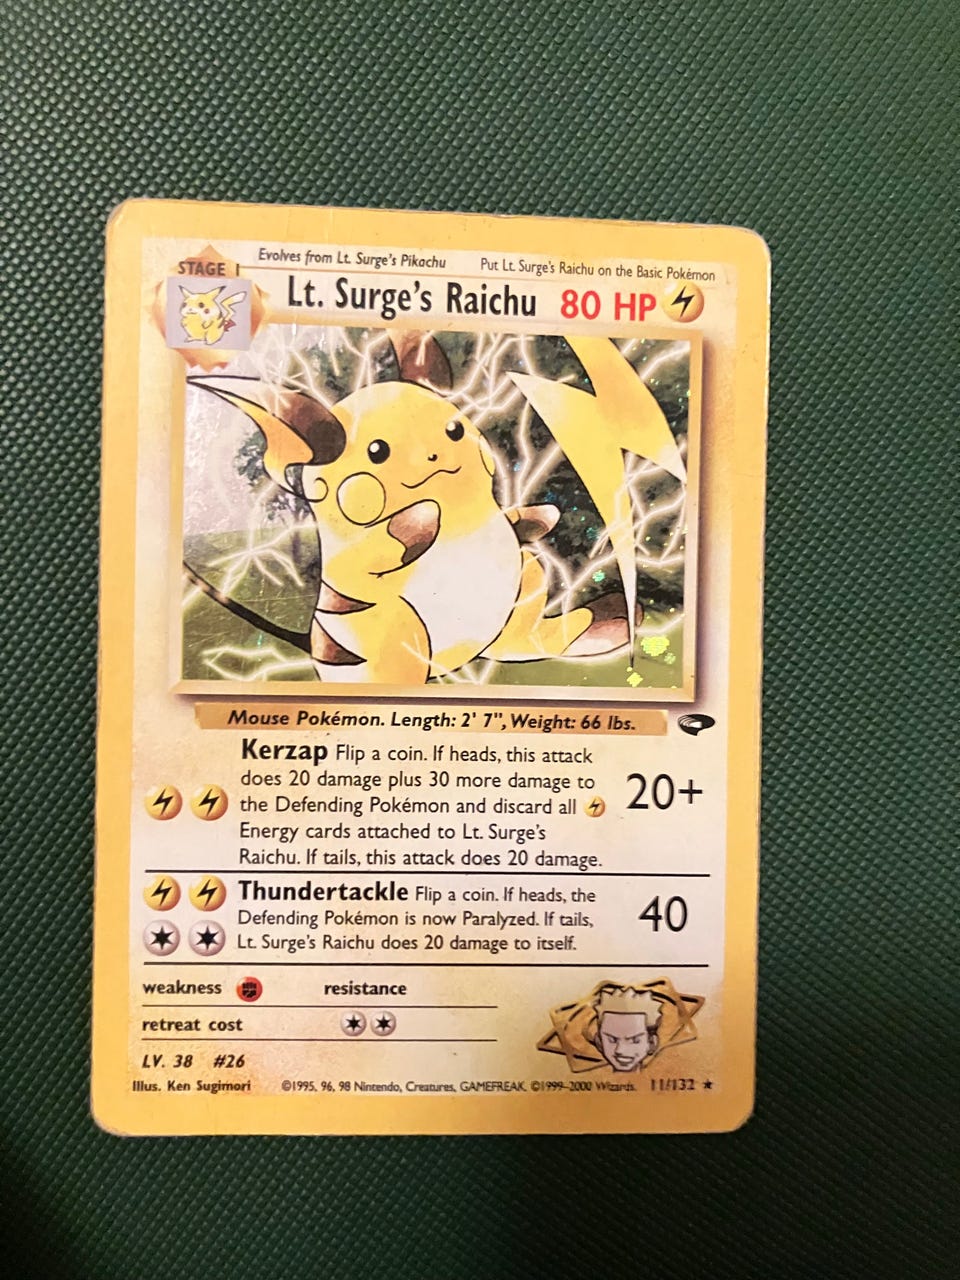 Evolves from Lt. Surge's Pikachu
Put Lt. Surge's Raichu on the Basic Pokémon
STAGE 1
Lt. Surge's Raichu 80 HP
Mouse Pokémon. Length: 2' 7", Weight: 66 lbs.
Kerzap Flip a coin. If heads, this attack
does 20 damage plus 30 more damage to
the Defending Pokémon and discard all
Energy cards attached to Lt. Surge's
Raichu. If tails, this attack does 20 damage.
20+
Thundertackle Flip a coin. If heads, the
Defending Pokémon is now Paralyzed. If tails,
Lt. Surge's Raichu does 20 damage to itself.
40
weakness
resistance
retreat cost
LV. 38 #26
Illus. Ken Sugimori ©1995, 96, 98 Nintendo, Creatures, GAMEFREAK. ©1999–2000 Wizards. 11/132 ★